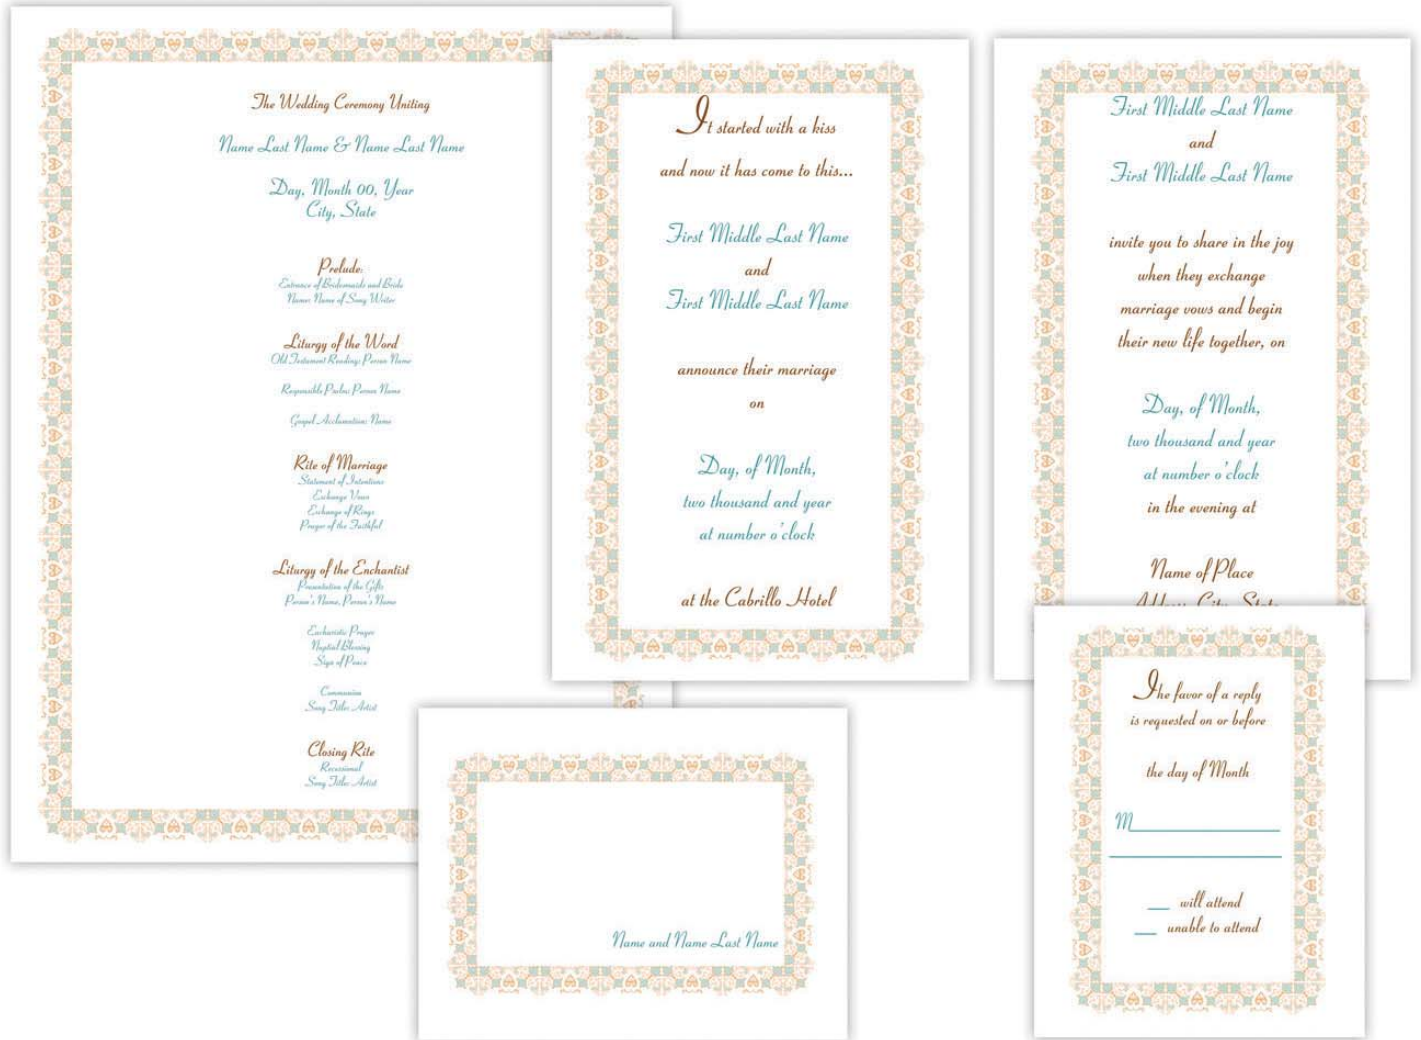 The Wedding Ceremony Uniting
Name Last Name & Name Last Name
Day, Month 00, Year
City, State
Prelude:
Entrance of Bridesmaids and Bride
Name: Name of Song Writer
Liturgy of the Word
Old Testament Reading: Person Name
Responsible Psalm: Person Name
Gospel Acclamation: Name
Rite of Marriage
Statement of Intentions
Exchange Vows
Exchange of Rings
Prayer of the Faithful
Liturgy of the Enchantist
Presentation of the Gifts
Person's Name, Person's Name
Eucharistic Prayer
Nuptial Blessing
Sign of Peace
Communion
Song Title: Artist
Closing Rite
Recessional
Song Title: Artist
It started with a kiss
and now it has come to this...
First Middle Last Name
and
First Middle Last Name
announce their marriage
on
Day, of Month,
two thousand and year
at number o'clock
at the Cabrillo Hotel
First Middle Last Name
and
First Middle Last Name
invite you to share in the joy
when they exchange
marriage vows and begin
their new life together, on
Day, of Month,
two thousand and year
at number o'clock
in the evening at
Name of Place
Address, City, State
Name and Name Last Name
The favor of a reply
is requested on or before
the day of Month
M
will attend
unable to attend